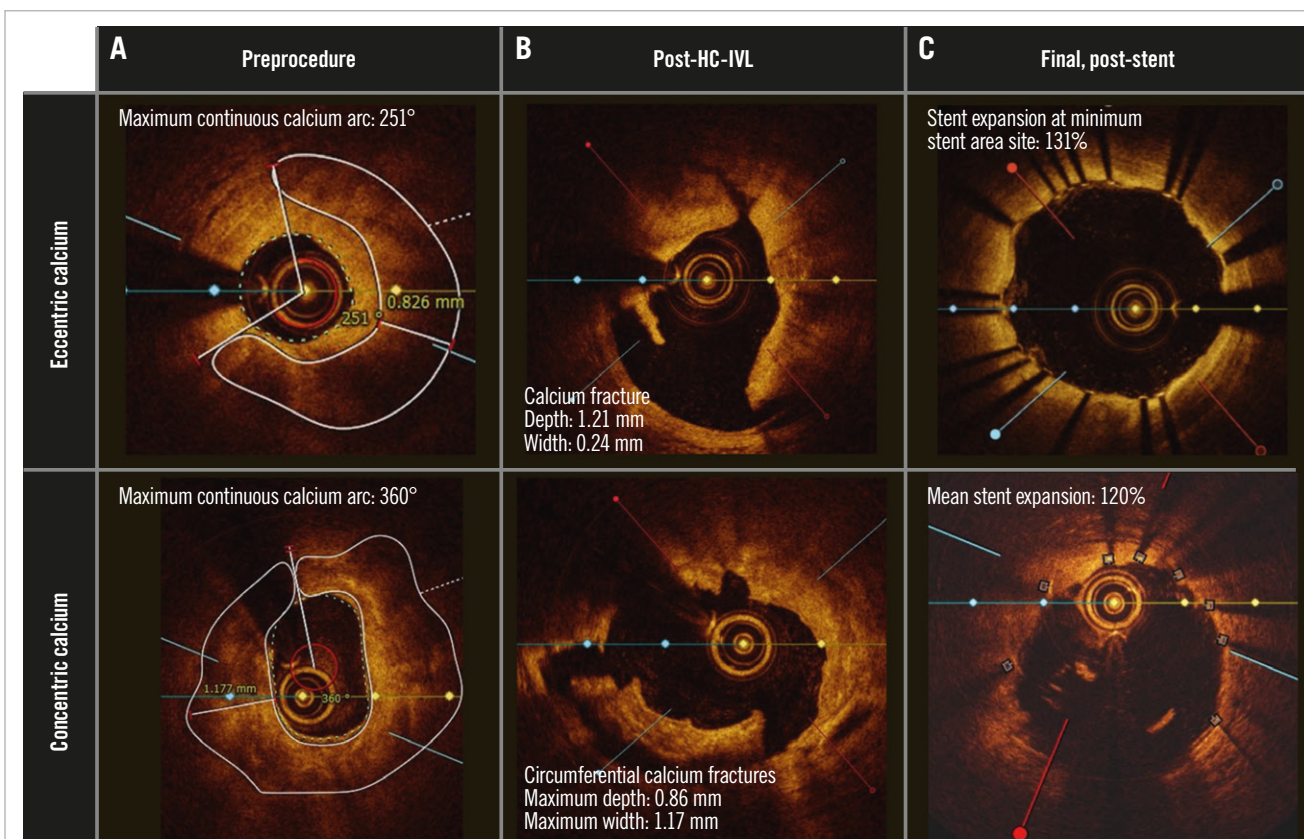 A
Preprocedure
B
Post-HC-IVL
C
Final, post-stent
Eccentric calcium
Maximum continuous calcium arc: 251°
0.826 mm
251 °
Calcium fracture
Depth: 1.21 mm
Width: 0.24 mm
Stent expansion at minimum
stent area site: 131%
Concentric calcium
Maximum continuous calcium arc: 360°
1.177 mm
360 °
Circumferential calcium fractures
Maximum depth: 0.86 mm
Maximum width: 1.17 mm
Mean stent expansion: 120%